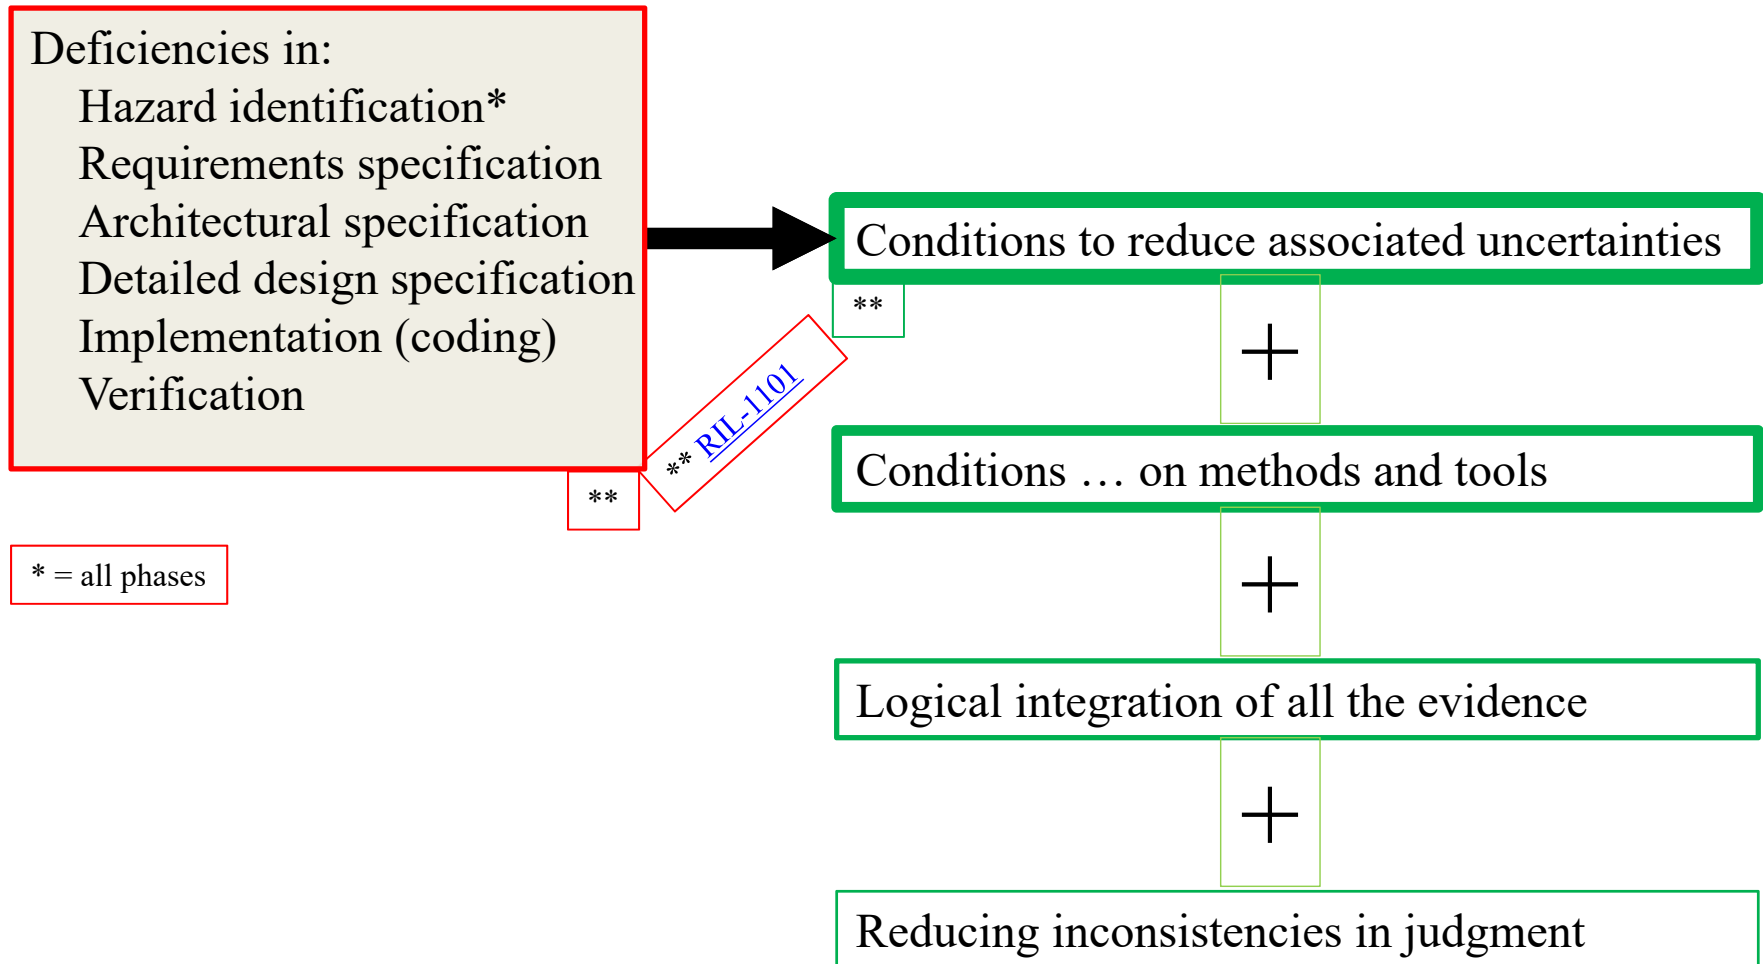 Deficiencies in:
Hazard identification*
Requirements specification
Architectural specification
Detailed design specification
Implementation (coding)
Verification
**
** RIL-1101
* = all phases
Conditions to reduce associated uncertainties
**
+
Conditions … on methods and tools
+
Logical integration of all the evidence
+
Reducing inconsistencies in judgment